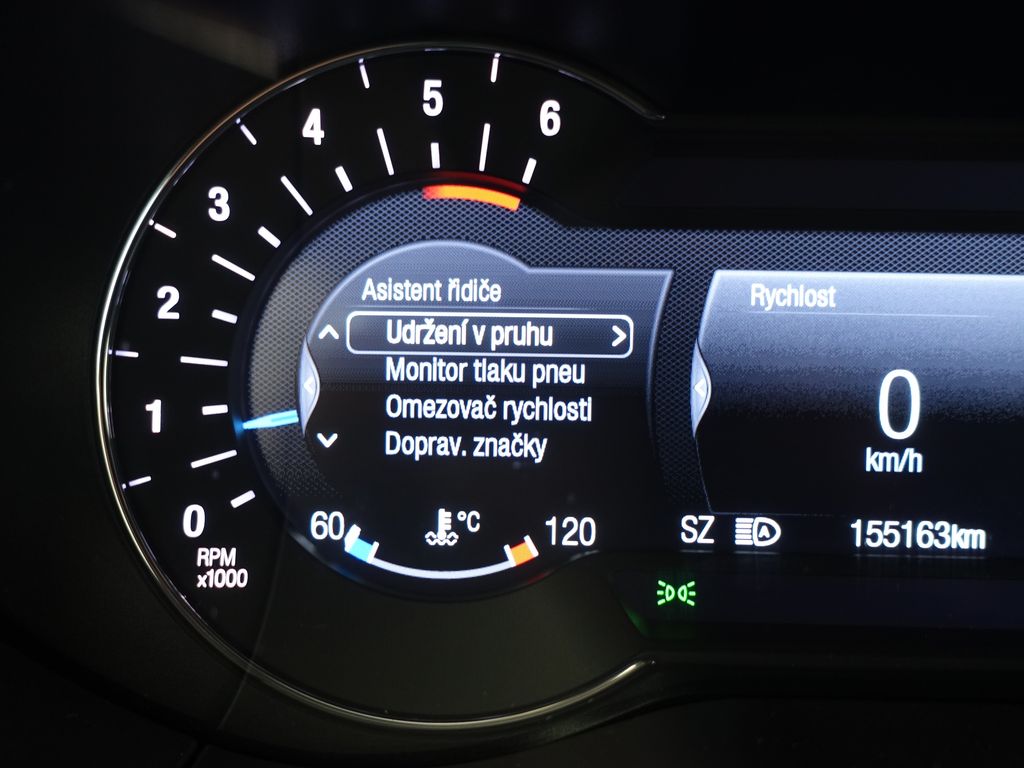 6
5
4
3
2
1
0
RPM
x1000
Asistent řidiče
Udržení v pruhu
Monitor tlaku pneu
Omezovač rychlosti
Doprav. značky
60
°C
120
Rychlost
0
km/h
SZ
A
155163km